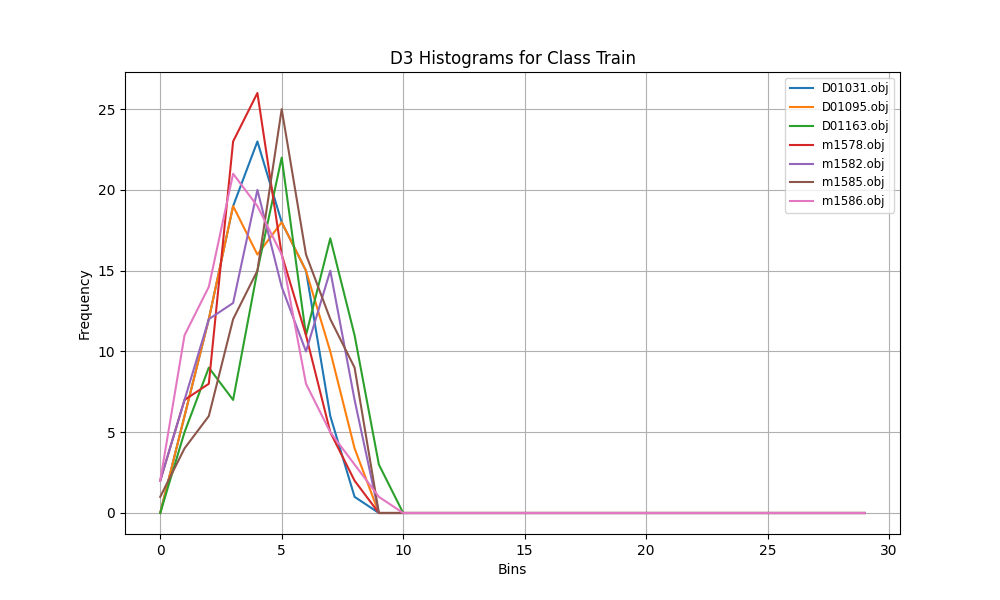 D3 Histograms for Class Train
D01031.obj
D01095.obj
D01163.obj
m1578.obj
m1582.obj
m1585.obj
m1586.obj
Frequency
25
20
15
10
5
0
0 5 10 15 20 25 30
Bins